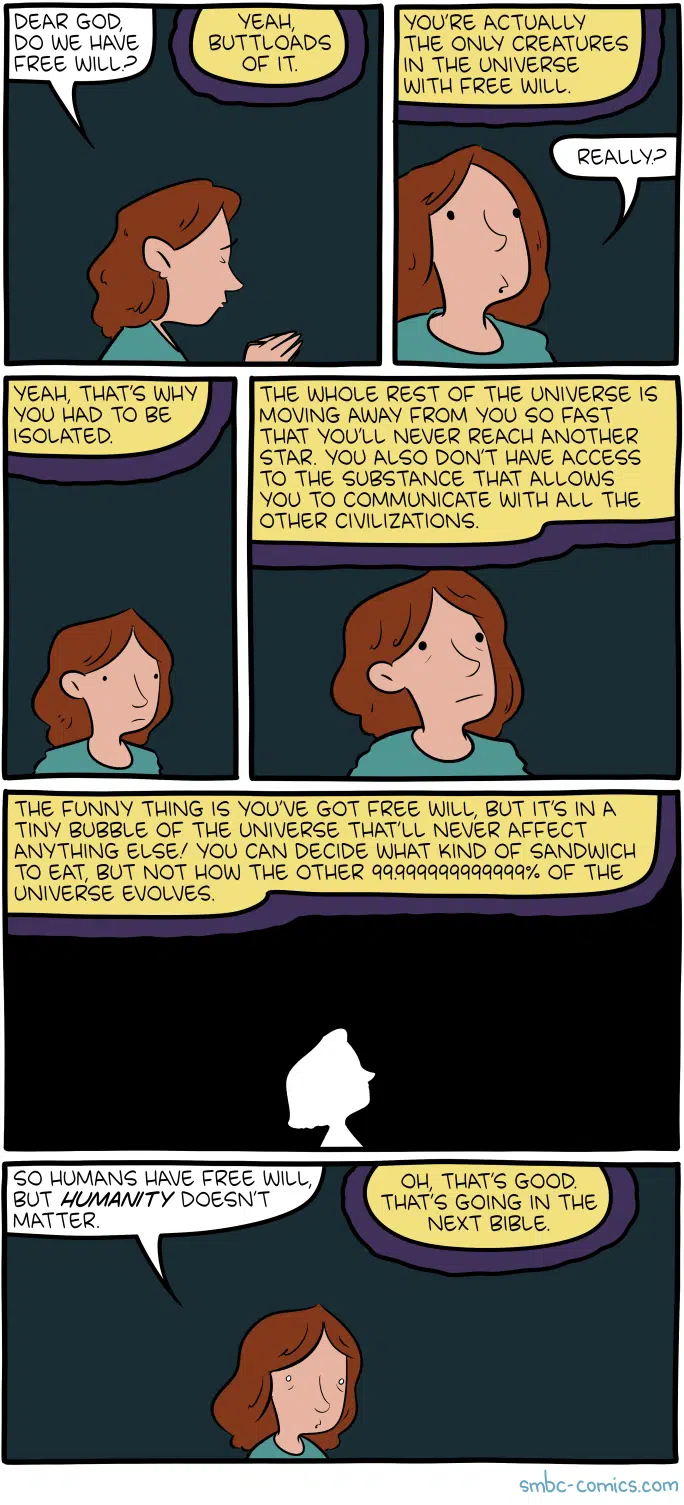 DEAR GOD,
DO WE HAVE
FREE WILL?
YEAH,
BUTTLOADS
OF IT.
YOU'RE ACTUALLY
THE ONLY CREATURES
IN THE UNIVERSE
WITH FREE WILL.
REALLY?
YEAH, THAT'S WHY
YOU HAD TO BE
ISOLATED.
THE WHOLE REST OF THE UNIVERSE IS
MOVING AWAY FROM YOU SO FAST
THAT YOU'LL NEVER REACH ANOTHER
STAR. YOU ALSO DON'T HAVE ACCESS
TO THE SUBSTANCE THAT ALLOWS
YOU TO COMMUNICATE WITH ALL THE
OTHER CIVILIZATIONS.
THE FUNNY THING IS YOU'VE GOT FREE WILL, BUT IT'S IN A
TINY BUBBLE OF THE UNIVERSE THAT'LL NEVER AFFECT
ANYTHING ELSE! YOU CAN DECIDE WHAT KIND OF SANDWICH
TO EAT, BUT NOT HOW THE OTHER 99.9999999999999% OF THE
UNIVERSE EVOLVES.
SO HUMANS HAVE FREE WILL,
BUT HUMANITY DOESN'T
MATTER.
OH, THAT'S GOOD.
THAT'S GOING IN THE
NEXT BIBLE.
smbc-comics.com